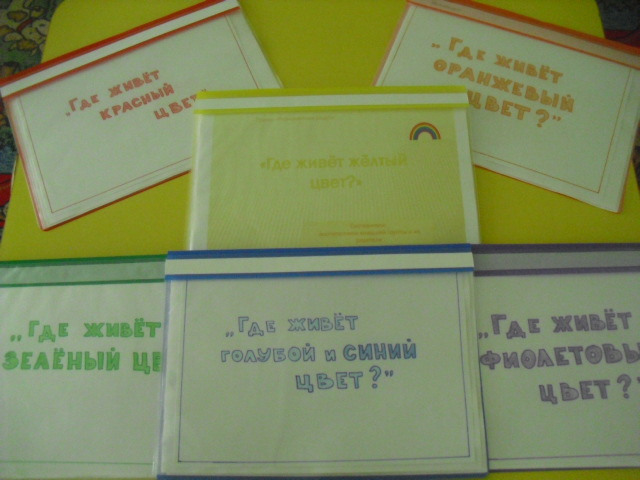 „Где живёт
красный
цвет
„Где живёт
оранжевый
цвет?”
«Где живёт жёлтый
цвет?»
„Где живёт
зелёный цв
„Где живёт
голубой и синий
цвет?”
„Где живёт
фиолетовы
цвет?”